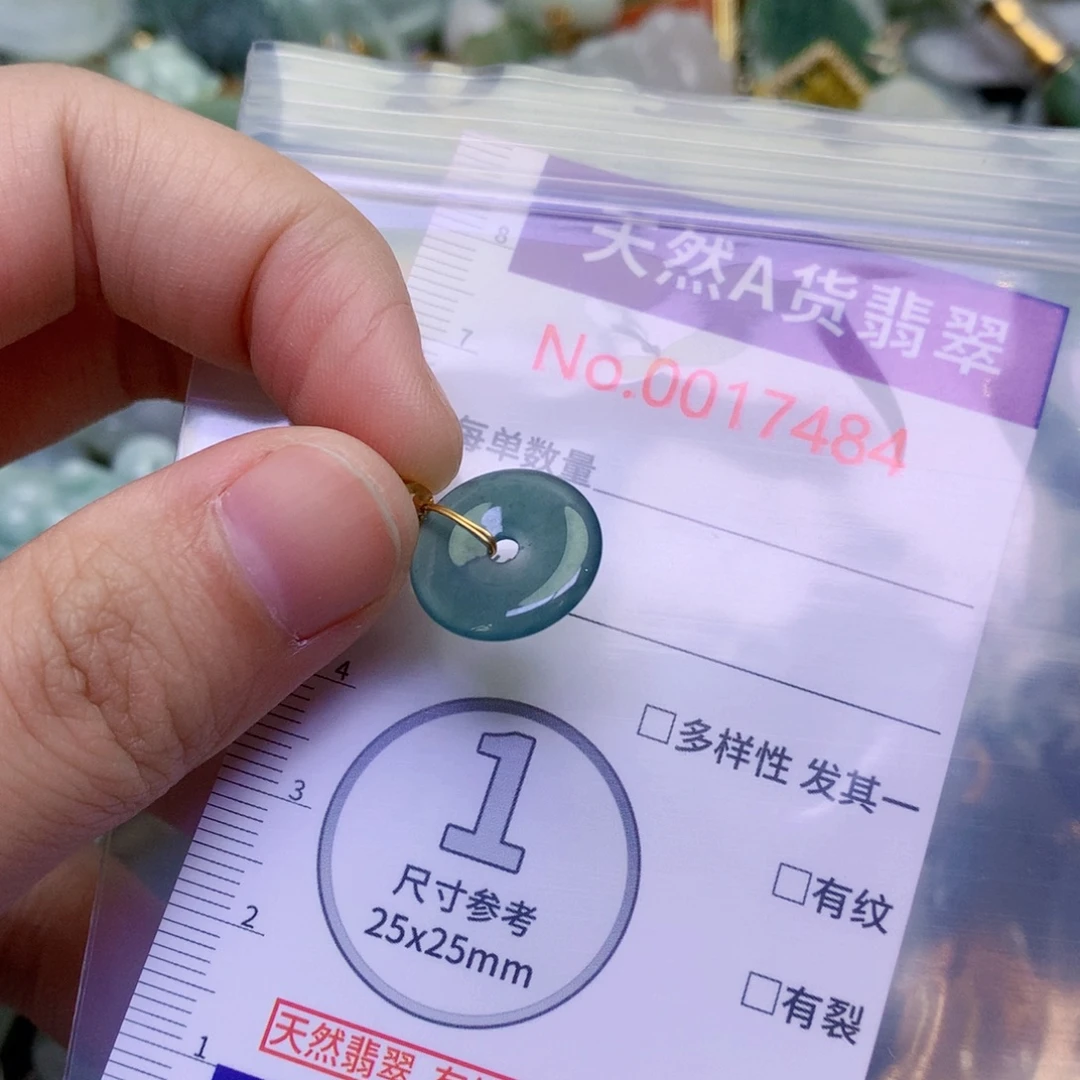 天然A货翡翠
No.0017484
每单数量
8
7
4
3
2
1
□多样性 发其一
□有纹
□有裂
1
尺寸参考
25x25mm
天然翡翠